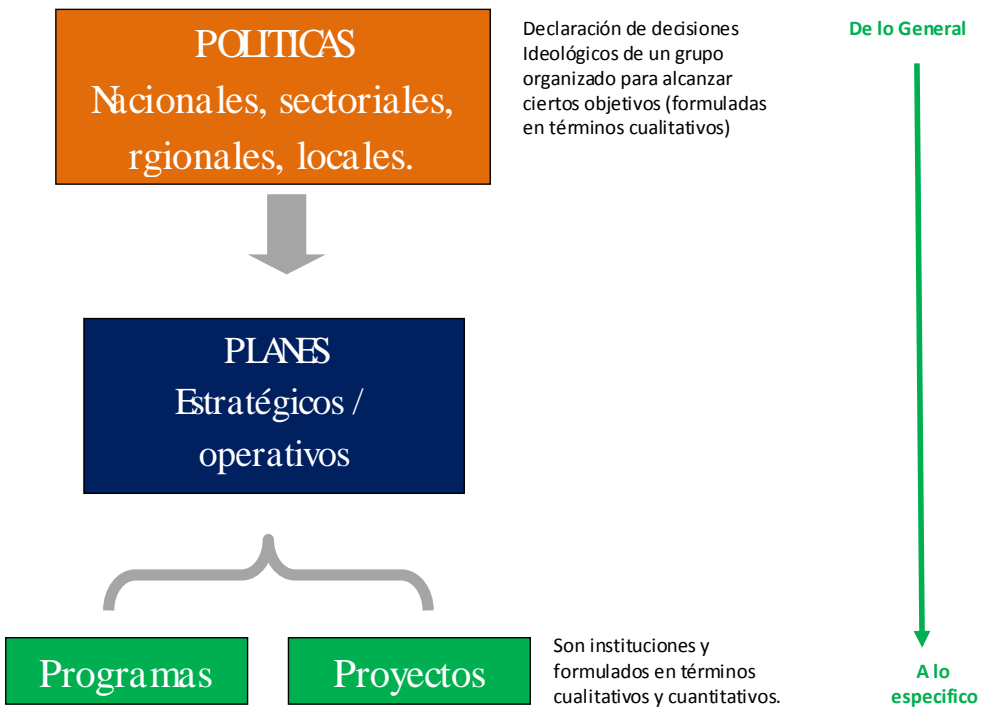 POLITICAS
Nacionales, sectoriales,
rgionales, locales.
Declaración de decisiones
Ideológicos de un grupo
organizado para alcanzar
ciertos objetivos (formuladas
en términos cualitativos)
De lo General
PLANES
Estratégicos /
operativos
Programas
Proyectos
Son instituciones y
formulados en términos
cualitativos y cuantitativos.
A lo
especifico